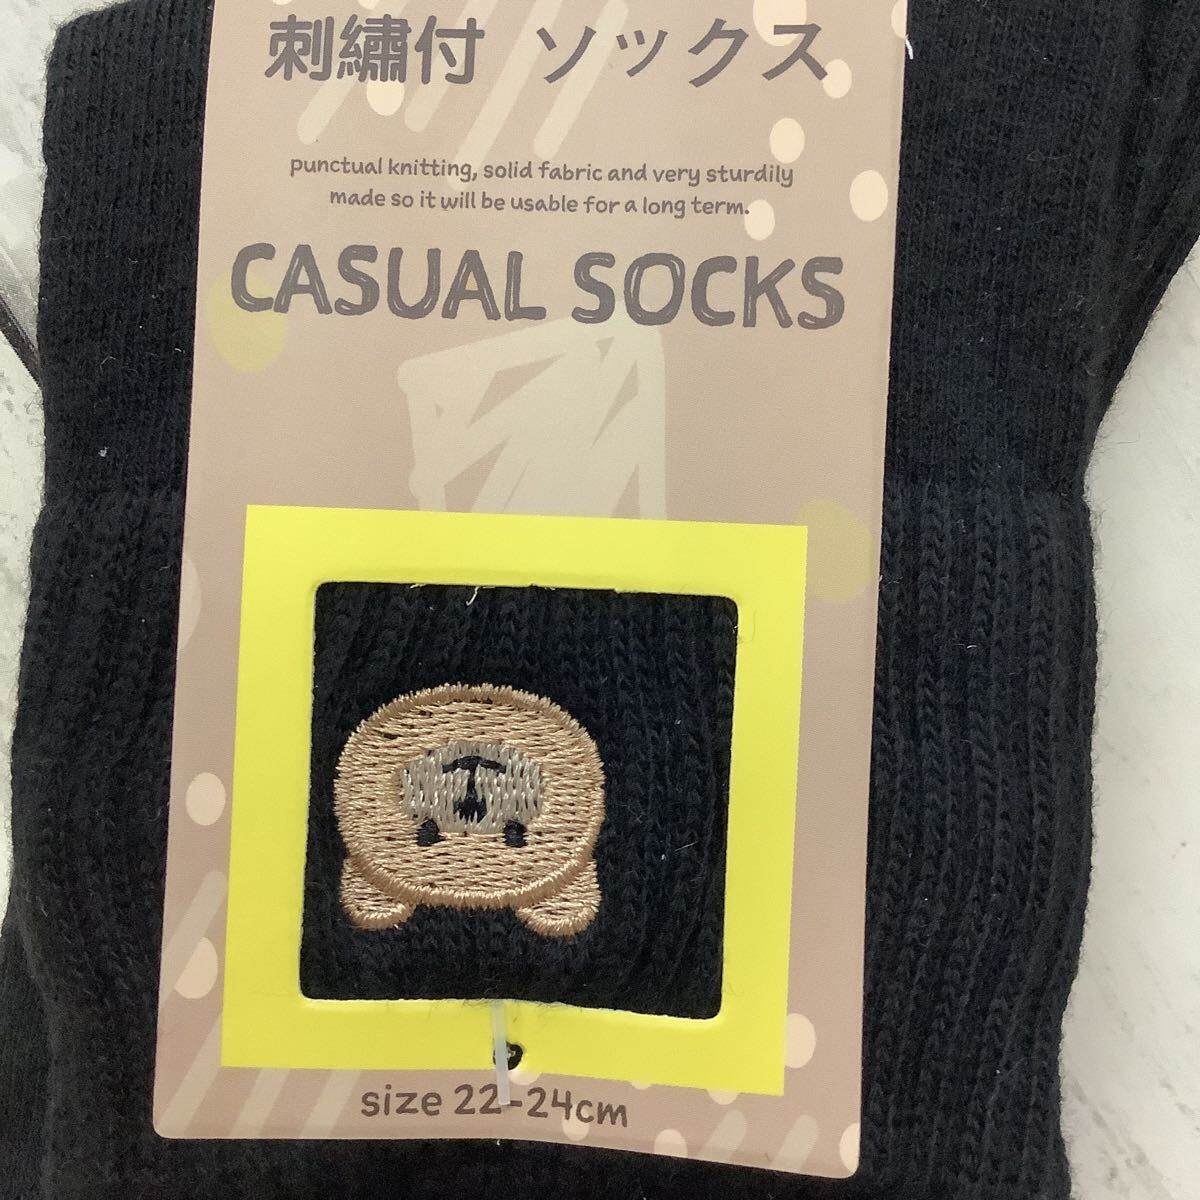 刺繍付 ソックス
punctual knitting, solid fabric and very sturdily
made so it will be usable for a long term.
CASUAL SOCKS
size 22-24cm